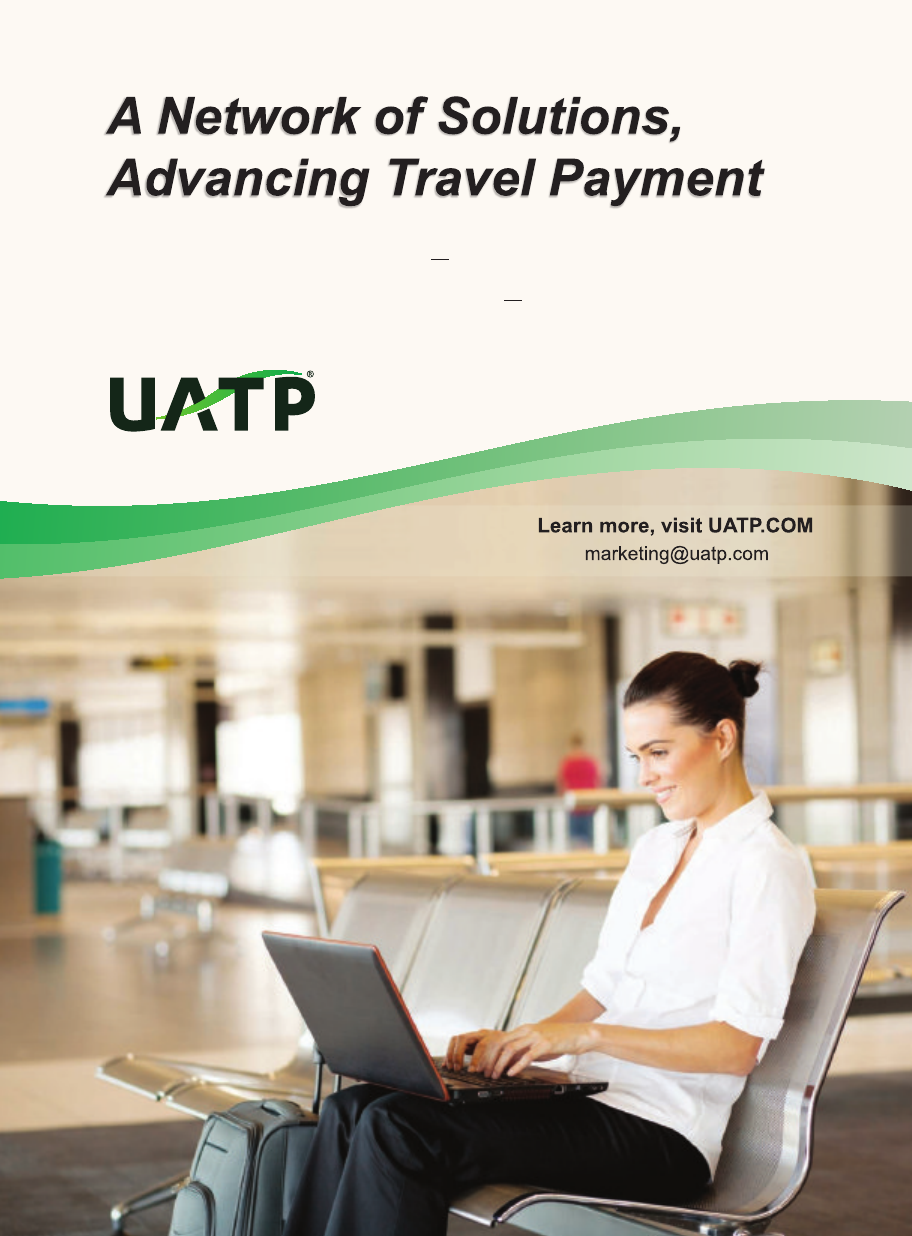 A Network of Solutions,
Advancing Travel Payment
—
—
UATP®
Learn more, visit UATP.COM
marketing@uatp.com